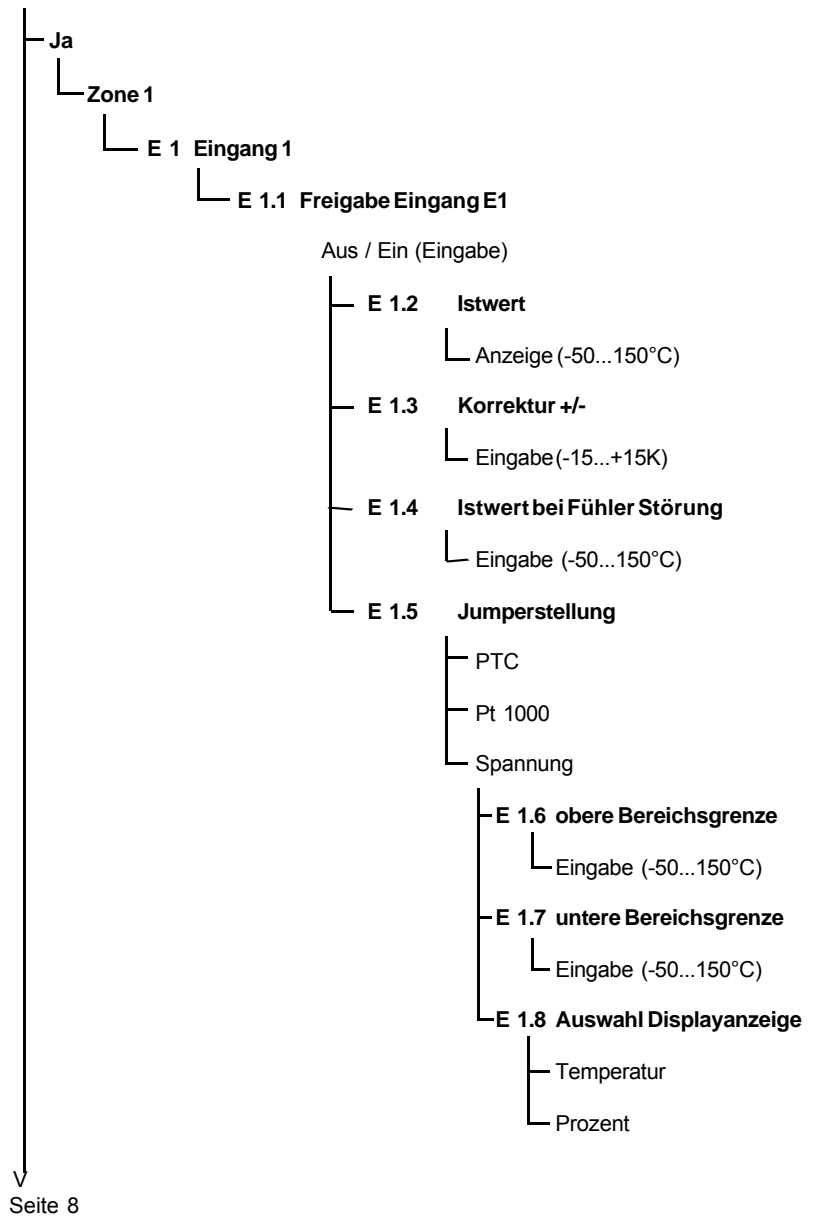 Ja
Zone 1
E 1 Eingang 1
E 1.1 Freigabe Eingang E1
Aus / Ein (Eingabe)
E 1.2 Istwert
Anzeige (-50...150°C)
E 1.3 Korrektur +/-
Eingabe (-15...+15K)
E 1.4 Istwert bei Fühler Störung
Eingabe (-50...150°C)
E 1.5 Jumperstellung
PTC
Pt 1000
Spannung
E 1.6 obere Bereichsgrenze
Eingabe (-50...150°C)
E 1.7 untere Bereichsgrenze
Eingabe (-50...150°C)
E 1.8 Auswahl Displayanzeige
Temperatur
Prozent
V
Seite 8